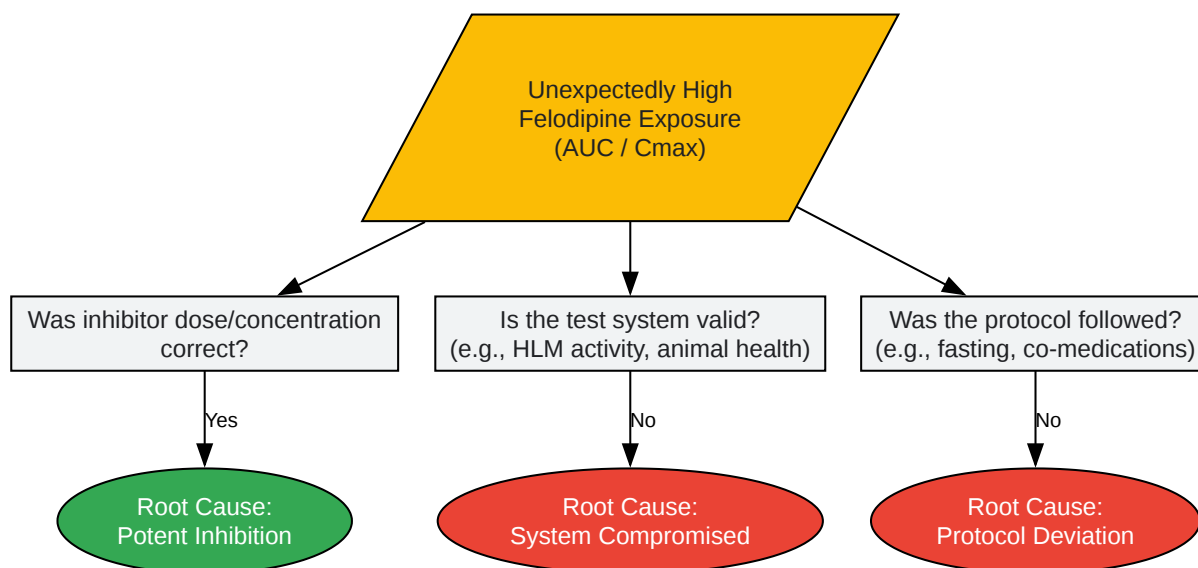 Unexpectedly High
Felodipine Exposure
(AUC / Cmax)
Was inhibitor dose/concentration
correct?
Is the test system valid?
(e.g., HLM activity, animal health)
Was the protocol followed?
(e.g., fasting, co-medications)
Yes
No
No
Root Cause:
Potent Inhibition
Root Cause:
System Compromised
Root Cause:
Protocol Deviation